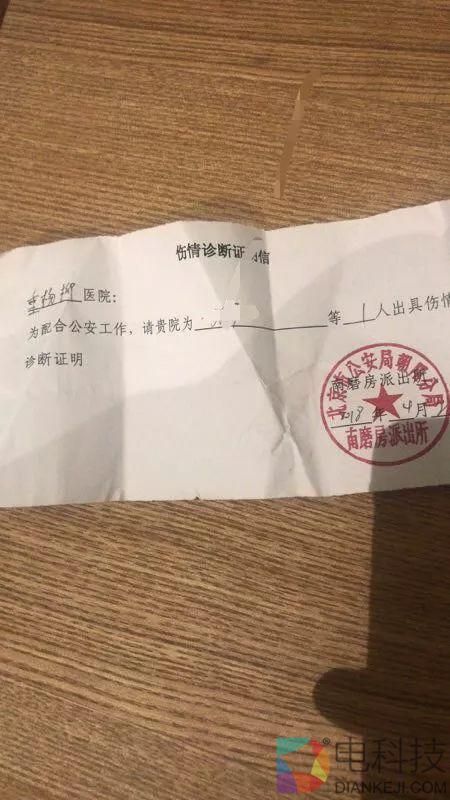 伤情诊断证 信
垂杨柳医院：
为配合公安工作，请贵院为 等 1 人出具伤情
诊断证明
南磨房派出所
2018年4月
北京市公安局朝阳分局
南磨房派出所
电科技
DIANKEJI.COM